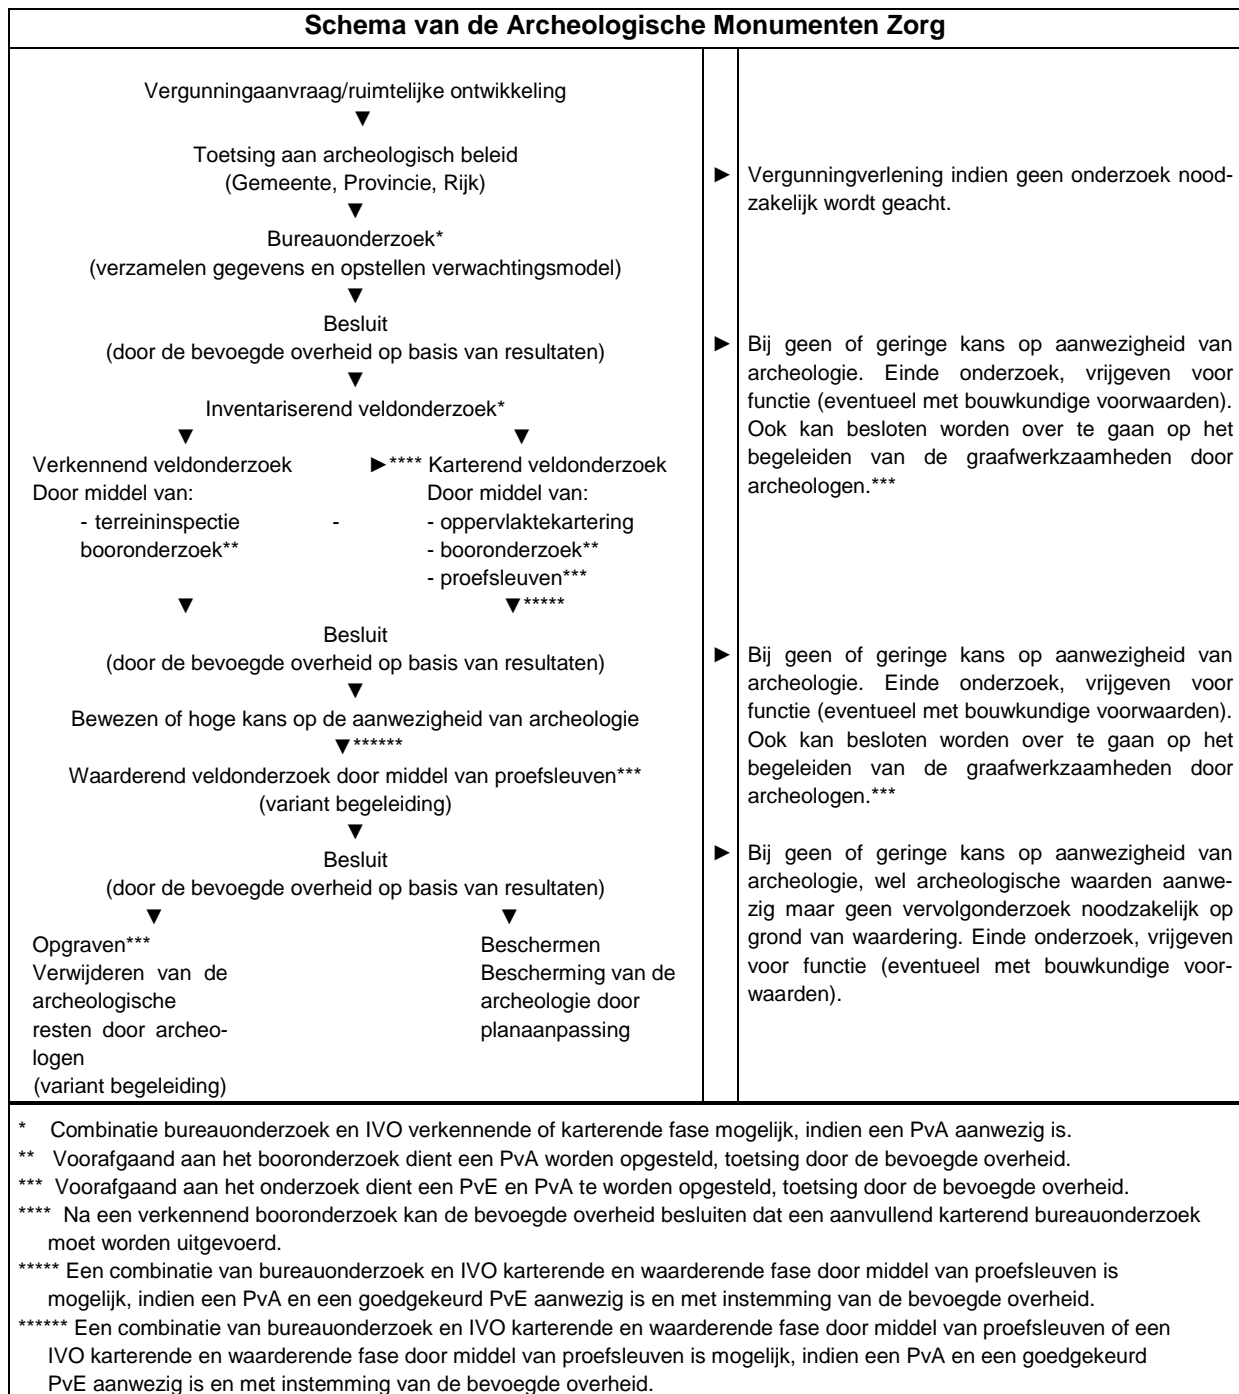 Schema van de Archeologische Monumenten Zorg
Vergunningaanvraag/ruimtelijke ontwikkeling
▼
Toetsing aan archeologisch beleid
(Gemeente, Provincie, Rijk)
▼
Bureauonderzoek*
(verzamelen gegevens en opstellen verwachtingsmodel)
▼
Besluit
(door de bevoegde overheid op basis van resultaten)
▼
Inventariserend veldonderzoek*
▼ ▼
Verkennend veldonderzoek ►**** Karterend veldonderzoek
Door middel van: Door middel van:
- terreininspectie - - oppervlaktekartering
booronderzoek** - booronderzoek**
- proefsleuven***
▼ ▼*****
Besluit
(door de bevoegde overheid op basis van resultaten)
▼
Bewezen of hoge kans op de aanwezigheid van archeologie
▼******
Waarderend veldonderzoek door middel van proefsleuven***
(variant begeleiding)
▼
Besluit
(door de bevoegde overheid op basis van resultaten)
▼ ▼
Opgraven*** Beschermen
Verwijderen van de Bescherming van de
archeologische archeologie door
resten door archeo- planaanpassing
logen
(variant begeleiding)
► Vergunningverlening indien geen onderzoek nood-
zakelijk wordt geacht.
► Bij geen of geringe kans op aanwezigheid van
archeologie. Einde onderzoek, vrijgeven voor
functie (eventueel met bouwkundige voorwaarden).
Ook kan besloten worden over te gaan op het
begeleiden van de graafwerkzaamheden door
archeologen.***
► Bij geen of geringe kans op aanwezigheid van
archeologie. Einde onderzoek, vrijgeven voor
functie (eventueel met bouwkundige voorwaarden).
Ook kan besloten worden over te gaan op het
begeleiden van de graafwerkzaamheden door
archeologen.***
► Bij geen of geringe kans op aanwezigheid van
archeologie, wel archeologische waarden aanwe-
zig maar geen vervolgonderzoek noodzakelijk op
grond van waardering. Einde onderzoek, vrijgeven
voor functie (eventueel met bouwkundige voor-
waarden).
* Combinatie bureauonderzoek en IVO verkennende of karterende fase mogelijk, indien een PvA aanwezig is.
** Voorafgaand aan het booronderzoek dient een PvA worden opgesteld, toetsing door de bevoegde overheid.
*** Voorafgaand aan het onderzoek dient een PvE en PvA te worden opgesteld, toetsing door de bevoegde overheid.
**** Na een verkennend booronderzoek kan de bevoegde overheid besluiten dat een aanvullend karterend bureauonderzoek
moet worden uitgevoerd.
***** Een combinatie van bureauonderzoek en IVO karterende en waarderende fase door middel van proefsleuven is
mogelijk, indien een PvA en een goedgekeurd PvE aanwezig is en met instemming van de bevoegde overheid.
****** Een combinatie van bureauonderzoek en IVO karterende en waarderende fase door middel van proefsleuven of een
IVO karterende en waarderende fase door middel van proefsleuven is mogelijk, indien een PvA en een goedgekeurd
PvE aanwezig is en met instemming van de bevoegde overheid.